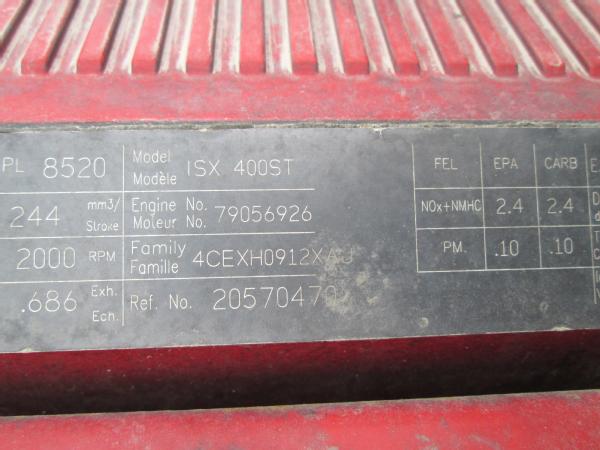 PL 8520 Model Modèle ISX 400ST
244 mm3/ Stroke Engine No. Moteur No. 79056926
2000 RPM Family Famille
.686 Exh. Ech. Ref. No.
FEL EPA CARB
NOx+NMHC 2.4 2.4
PM. .10 .10